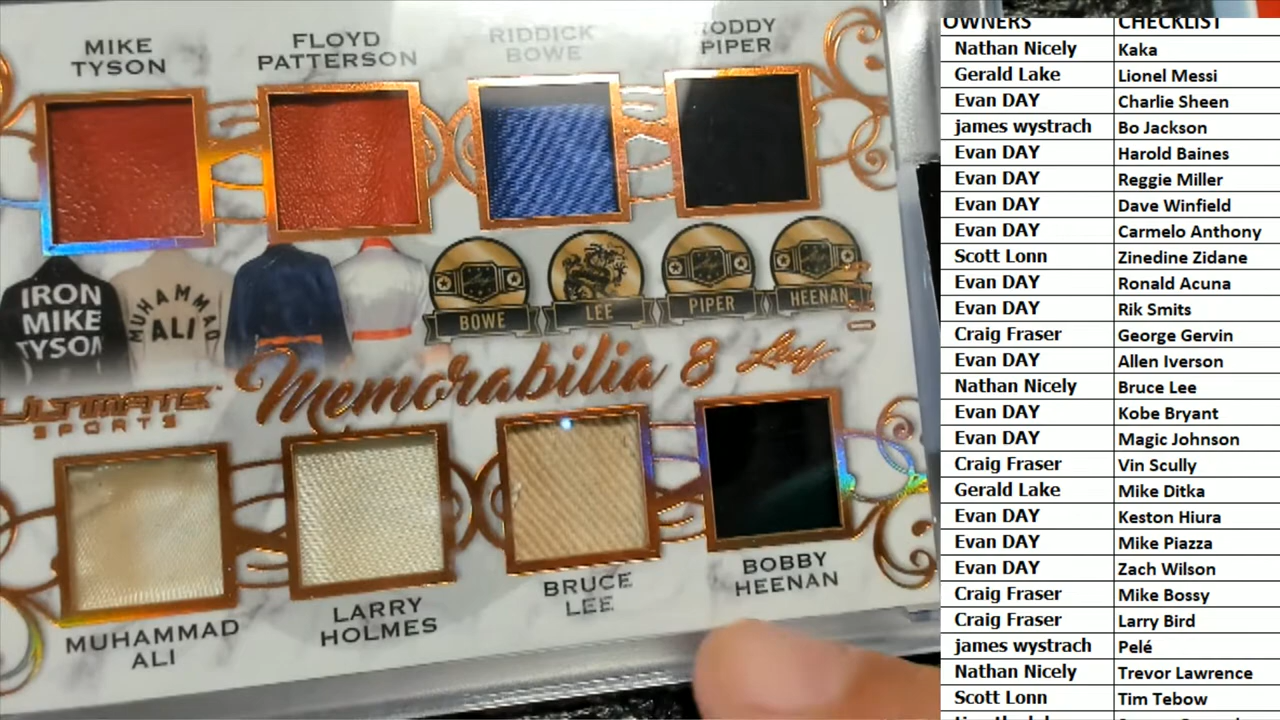 MIKE
TYSON
FLOYD
PATTERSON
RIDDICK
BOWE
RODDY
PIPER
IRON
MIKE
TYSON
MUHAMMAD
ALI
BOWE
LEE
PIPER
HEENAN
Memorabilia 8 Leaf
ULTIMATE
SPORTS
MUHAMMAD
ALI
LARRY
HOLMES
BRUCE
LEE
BOBBY
HEENAN
OWNERS CHECKLIST
Nathan Nicely Kaka
Gerald Lake Lionel Messi
Evan DAY Charlie Sheen
james wystrach Bo Jackson
Evan DAY Harold Baines
Evan DAY Reggie Miller
Evan DAY Dave Winfield
Evan DAY Carmelo Anthony
Scott Lonn Zinedine Zidane
Evan DAY Ronald Acuna
Evan DAY Rik Smits
Craig Fraser George Gervin
Evan DAY Allen Iverson
Nathan Nicely Bruce Lee
Evan DAY Kobe Bryant
Evan DAY Magic Johnson
Craig Fraser Vin Scully
Gerald Lake Mike Ditka
Evan DAY Keston Hiura
Evan DAY Mike Piazza
Evan DAY Zach Wilson
Craig Fraser Mike Bossy
Craig Fraser Larry Bird
james wystrach Pelé
Nathan Nicely Trevor Lawrence
Scott Lonn Tim Tebow